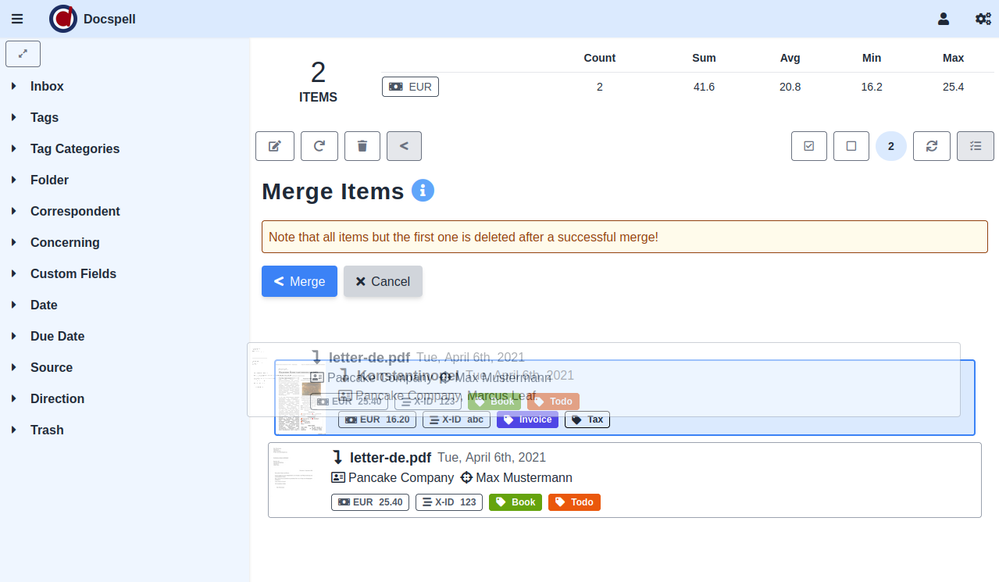 Docspell
Inbox
Tags
Tag Categories
Folder
Correspondent
Concerning
Custom Fields
Date
Due Date
Source
Direction
Trash
2
ITEMS
Count Sum Avg Min Max
EUR 2 41.6 20.8 16.2 25.4
2
Merge Items
Note that all items but the first one is deleted after a successful merge!
Merge Cancel
letter-de.pdf Tue, April 6th, 2021
Tue, April 6th, 2021
Pancake Company Max Mustermann
Pancake Company, Marcus Leaf
EUR 25.40 X-ID 123 Book Todo
EUR 16.20 X-ID abc Invoice Tax
letter-de.pdf Tue, April 6th, 2021
Pancake Company Max Mustermann
EUR 25.40 X-ID 123 Book Todo